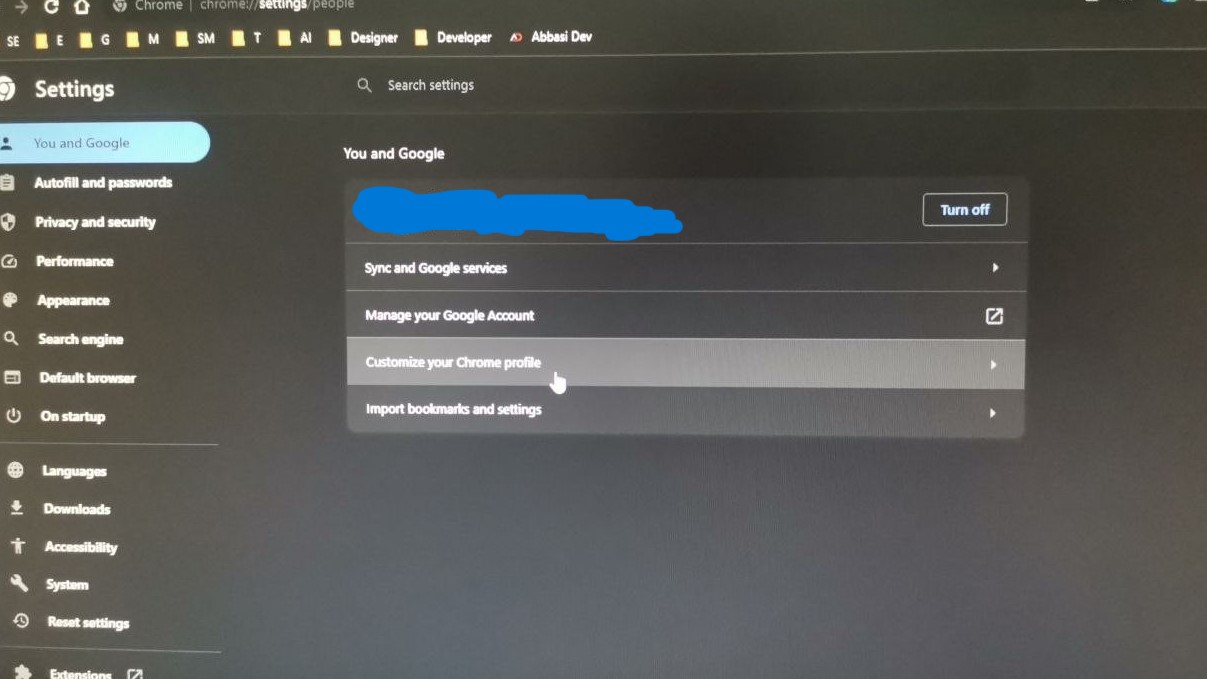 Chrome | chrome://settings/people
SE E G M SM T AI Designer Developer Abbasi Dev
Settings
Search settings
You and Google
Autofill and passwords
Privacy and security
Performance
Appearance
Search engine
Default browser
On startup
Languages
Downloads
Accessibility
System
Reset settings
Extensions
You and Google
Turn off
Sync and Google services
Manage your Google Account
Customize your Chrome profile
Import bookmarks and settings